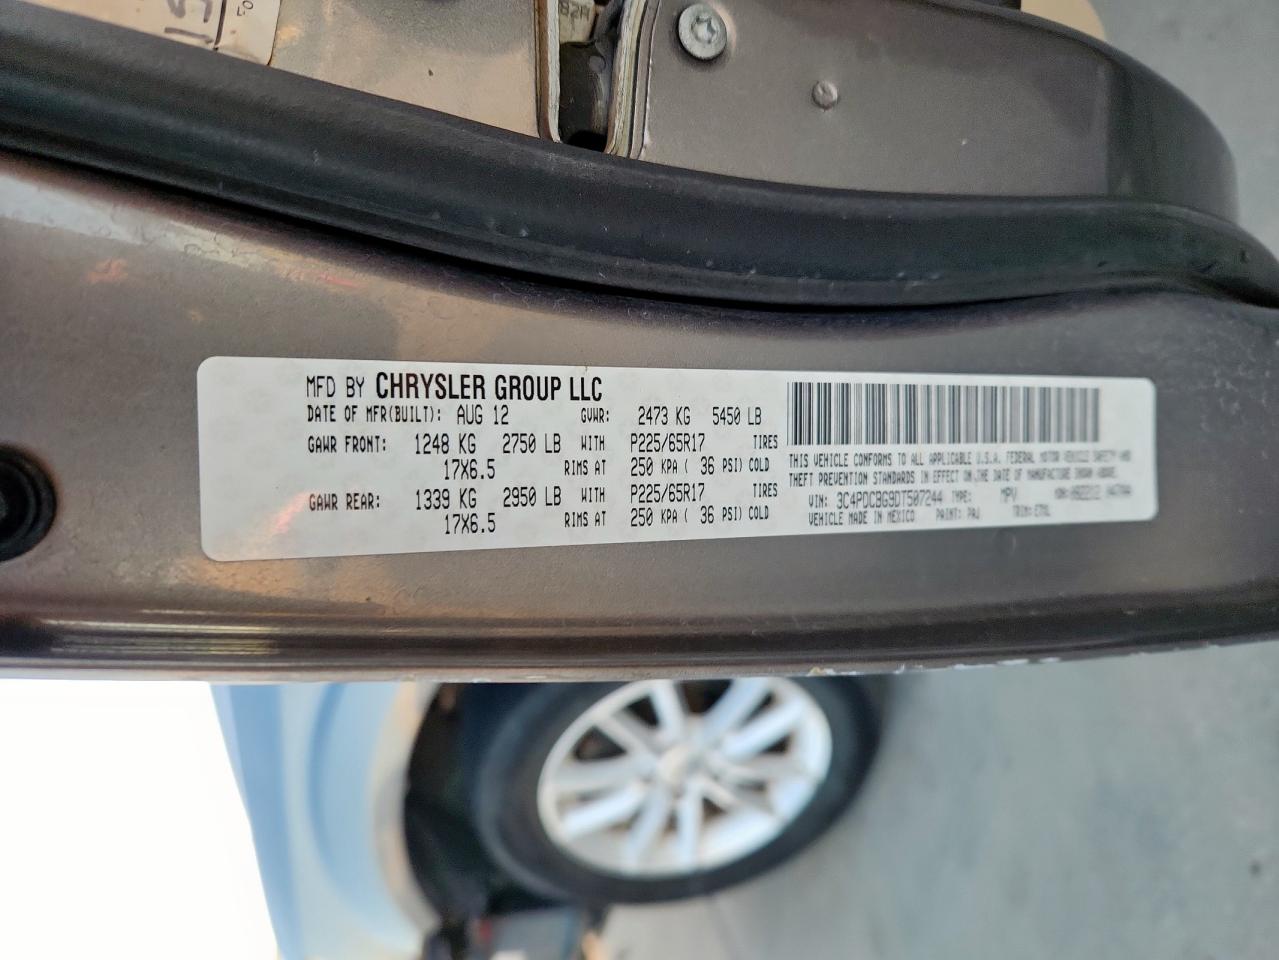 MFD BY CHRYSLER GROUP LLC
DATE OF MFR(BUILT): AUG 12 GVWR: 2473 KG 5450 LB
GAWR FRONT: 1248 KG 2750 LB WITH P225/65R17 TIRES
17X6.5 RIMS AT 250 KPA ( 36 PSI) COLD
GAWR REAR: 1339 KG 2950 LB WITH P225/65R17 TIRES
17X6.5 RIMS AT 250 KPA ( 36 PSI) COLD
THIS VEHICLE CONFORMS TO ALL APPLICABLE U.S.A. FEDERAL MOTOR VEHICLE SAFETY AND
THEFT PREVENTION STANDARDS IN EFFECT ON THE DATE OF MANUFACTURE SHOWN ABOVE.
VIN: 3C4PDCBG9DT507244 TYPE: MPV MDH:
VEHICLE MADE IN MEXICO PAINT: PAJ TRIM: